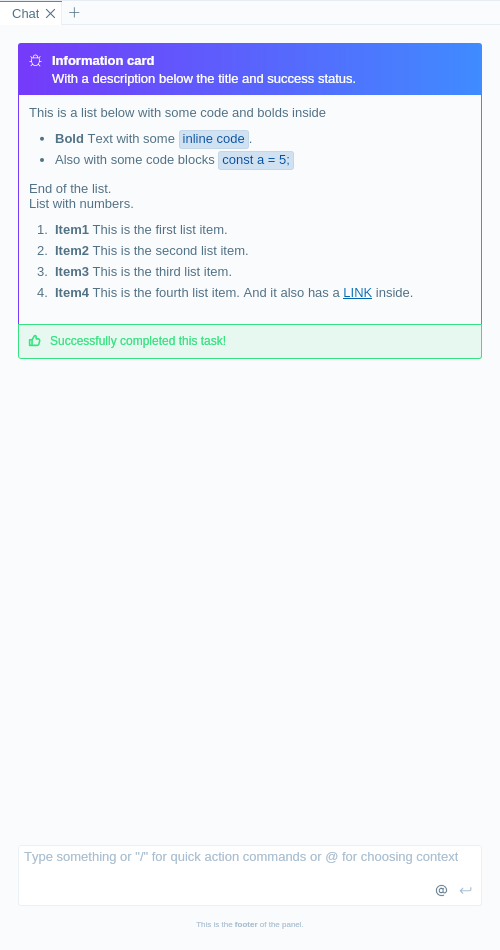 Chat
Information card
With a description below the title and success status.
This is a list below with some code and bolds inside
• Bold Text with some inline code.
• Also with some code blocks const a = 5;
End of the list.
List with numbers.
1. Item1 This is the first list item.
2. Item2 This is the second list item.
3. Item3 This is the third list item.
4. Item4 This is the fourth list item. And it also has a LINK inside.
Successfully completed this task!
Type something or "/" for quick action commands or @ for choosing context
@
This is the footer of the panel.